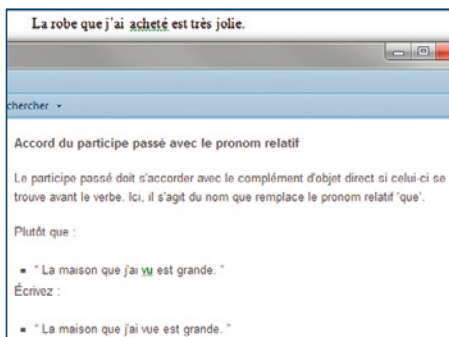 La robe que j'ai acheté est très jolie.
chercher
Accord du participe passé avec le pronom relatif
Le participe passé doit s'accorder avec le complément d'objet direct si celui-ci se
trouve avant le verbe. Ici, il s'agit du nom que remplace le pronom relatif 'que'.
Plutôt que :
" La maison que j'ai vu est grande. "
Écrivez :
" La maison que j'ai vue est grande. "